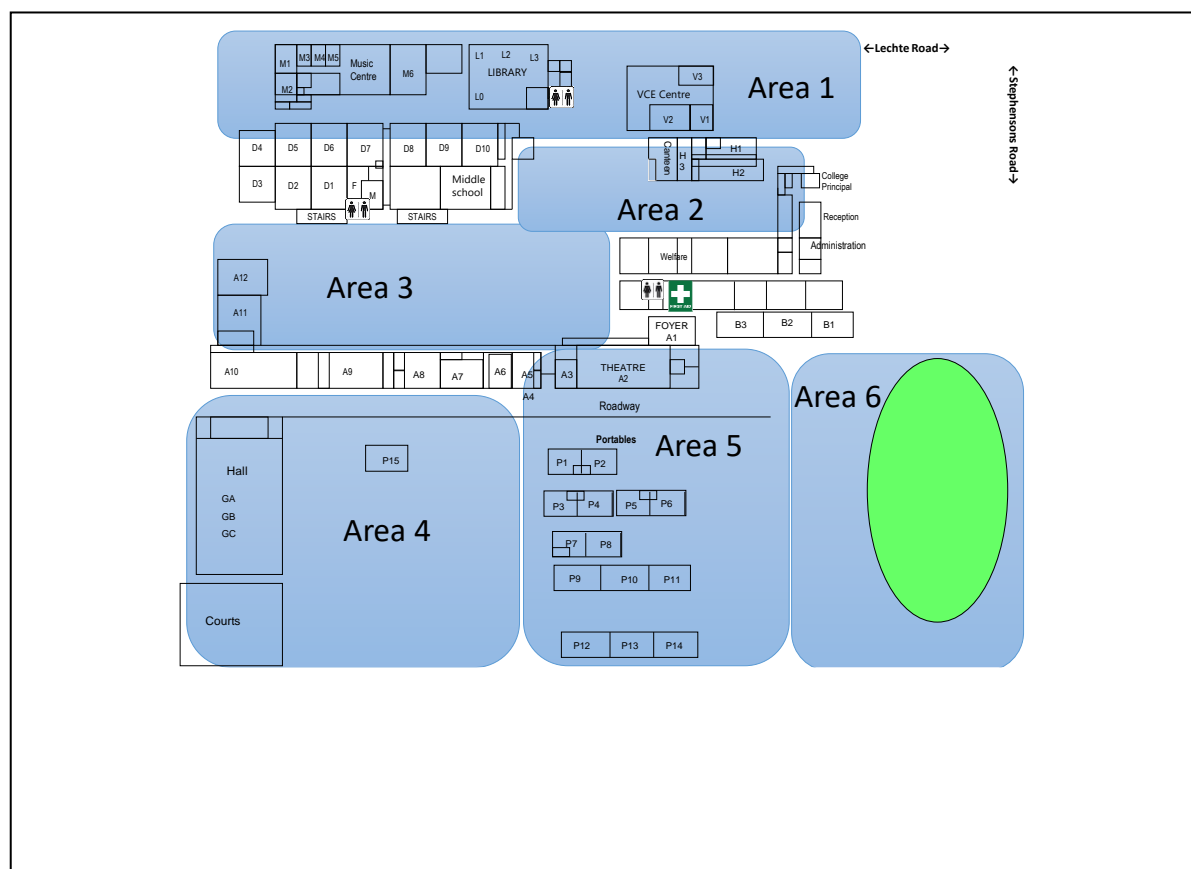 ←Lechte Road→
←Stephensons Road→
Area 1
M1
M3
M4
M5
Music
Centre
M6
M2
L1
L2
L3
LIBRARY
L0
V3
VCE Centre
V2
V1
D4
D5
D6
D7
D8
D9
D10
Canteen
H
3
H1
H2
D3
D2
D1
F
M
Middle
school
STAIRS
STAIRS
Area 2
College
Principal
Reception
Administration
Welfare
A12
A11
Area 3
FIRST AID
FOYER
A1
B3
B2
B1
A10
A9
A8
A7
A6
A5
A4
A3
THEATRE
A2
Roadway
Area 6
Hall
GA
GB
GC
P15
Area 4
Courts
Portables
Area 5
P1
P2
P3
P4
P5
P6
P7
P8
P9
P10
P11
P12
P13
P14